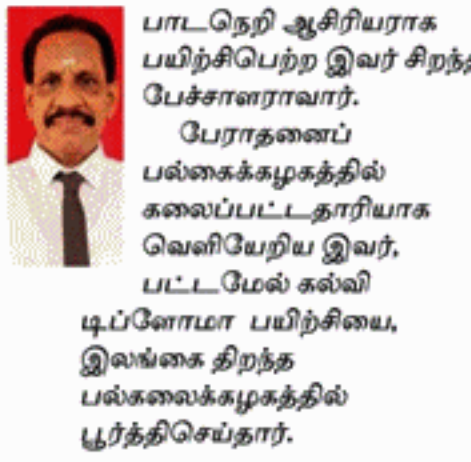 பாடநெறி ஆசிரியராக
பயிற்சிபெற்ற இவர் சிறந்த
பேச்சாளராவார்.
பேராதனைப்
பல்கைக்கழகத்தில்
கலைப்பட்டதாரியாக
வெளியேறிய இவர்,
பட்டமேல் கல்வி
டிப்ளோமா பயிற்சியை,
இலங்கை திறந்த
பல்கலைக்கழகத்தில்
பூர்த்திசெய்தார்.